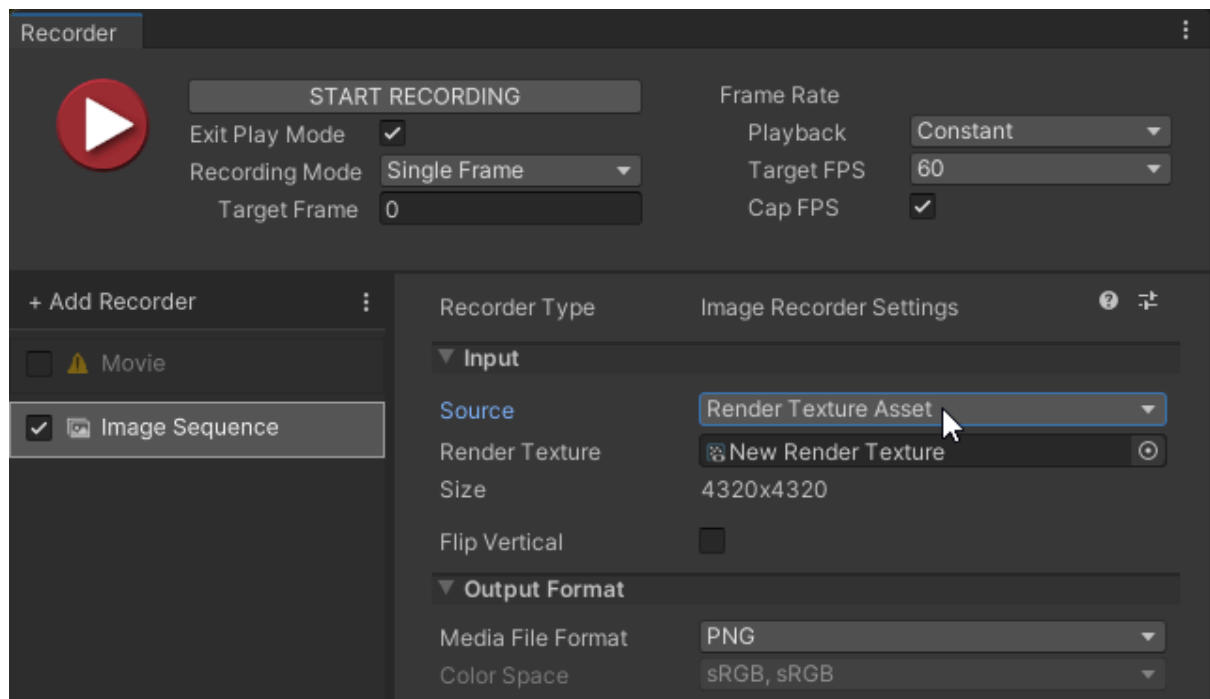 Recorder
START RECORDING
Exit Play Mode
Recording Mode Single Frame
Target Frame 0
Frame Rate
Playback Constant
Target FPS 60
Cap FPS
+ Add Recorder
Movie
Image Sequence
Recorder Type Image Recorder Settings
Input
Source Render Texture Asset
Render Texture New Render Texture
Size 4320x4320
Flip Vertical
Output Format
Media File Format PNG
Color Space sRGB, sRGB